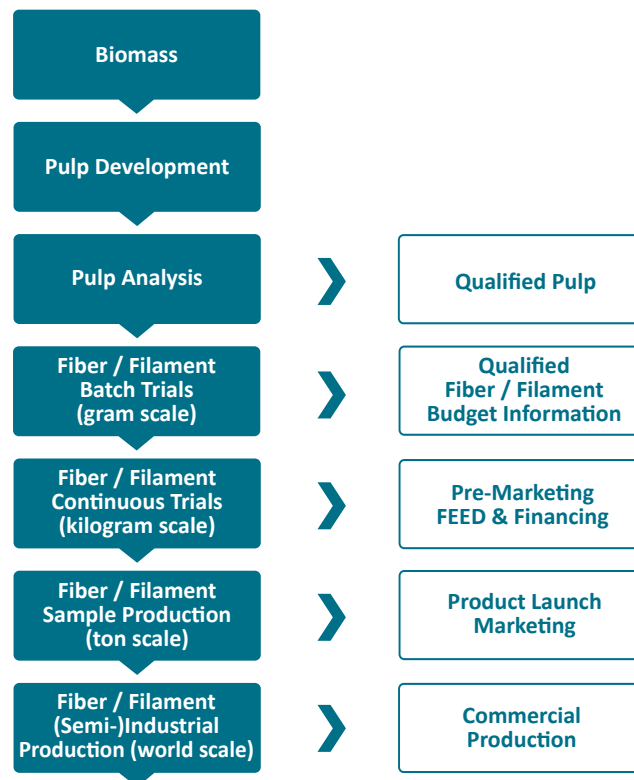 Biomass
Pulp Development
Pulp Analysis
Qualified Pulp
Fiber / Filament
Batch Trials
(gram scale)
Qualified
Fiber / Filament
Budget Information
Fiber / Filament
Continuous Trials
(kilogram scale)
Pre-Marketing
FEED & Financing
Fiber / Filament
Sample Production
(ton scale)
Product Launch
Marketing
Fiber / Filament
(Semi-)Industrial
Production (world scale)
Commercial
Production